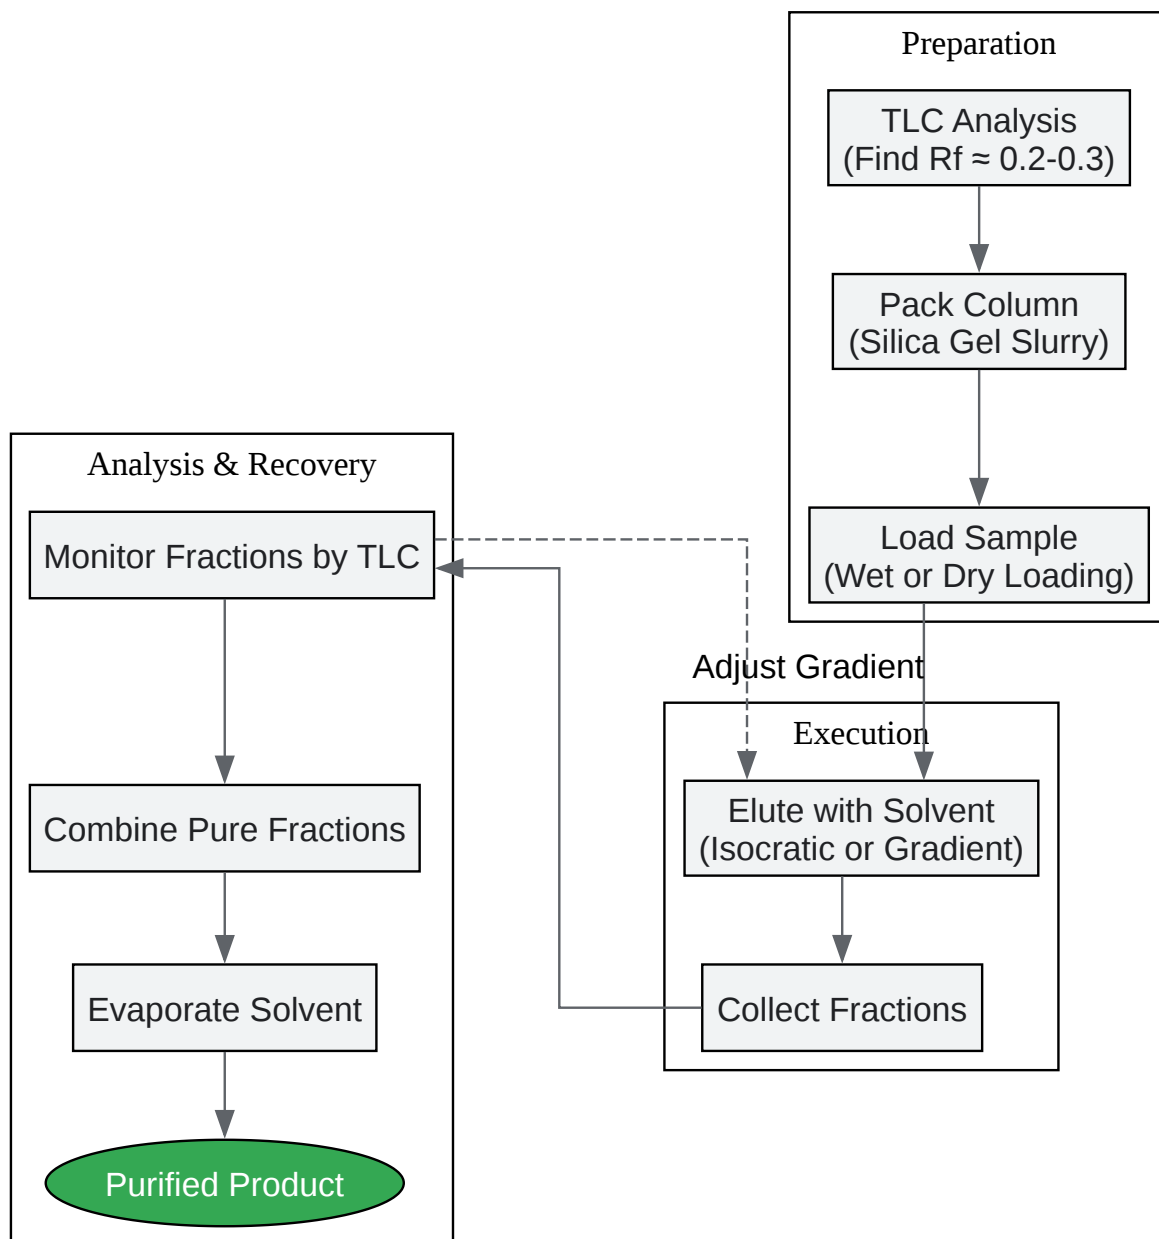 Preparation
TLC Analysis
(Find Rf ≈ 0.2-0.3)
Pack Column
(Silica Gel Slurry)
Load Sample
(Wet or Dry Loading)
Adjust Gradient
Execution
Elute with Solvent
(Isocratic or Gradient)
Collect Fractions
Analysis & Recovery
Monitor Fractions by TLC
Combine Pure Fractions
Evaporate Solvent
Purified Product